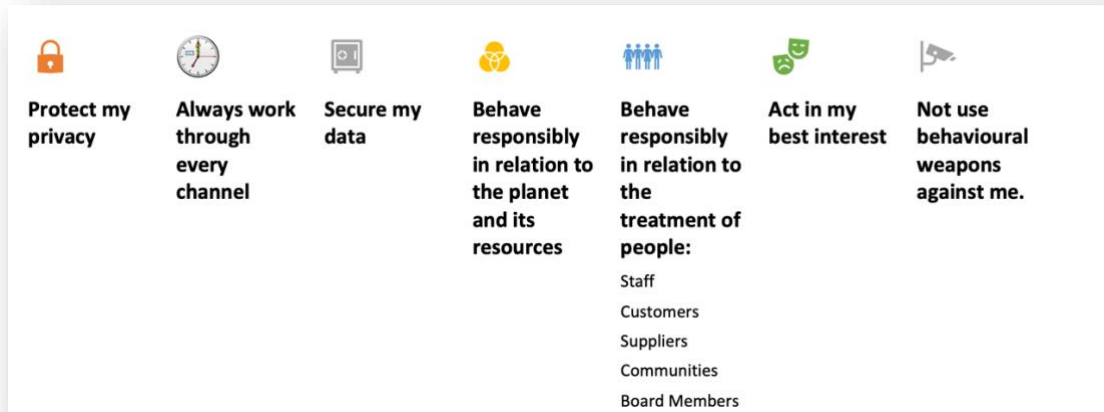 Protect my
privacy
Always work
through
every
channel
Secure my
data
Behave
responsibly
in relation to
the planet
and its
resources
Behave
responsibly
in relation to
the
treatment of
people:
Staff
Customers
Suppliers
Communities
Board Members
Act in my
best interest
Not use
behavioural
weapons
against me.